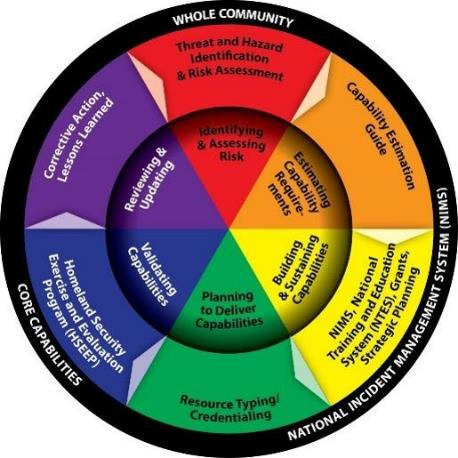 WHOLE COMMUNITY
Threat and Hazard
Identification
& Risk Assessment
Identifying
& Assessing
Risk
Capability Estimation
Guide
Estimating
Capability
Require-
ments
NIMS, National
Training and Education
System (NTES), Grants,
Strategic Planning
Building
& Sustaining
Capabilities
NATIONAL INCIDENT MANAGEMENT SYSTEM (NIMS)
Resource Typing/
Credentialing
Planning
to Deliver
Capabilities
Homeland Security
Exercise and Evaluation
Program (HSEEP)
Validating
Capabilities
CORE CAPABILITIES
Corrective Action,
Lessons Learned
Reviewing &
Updating